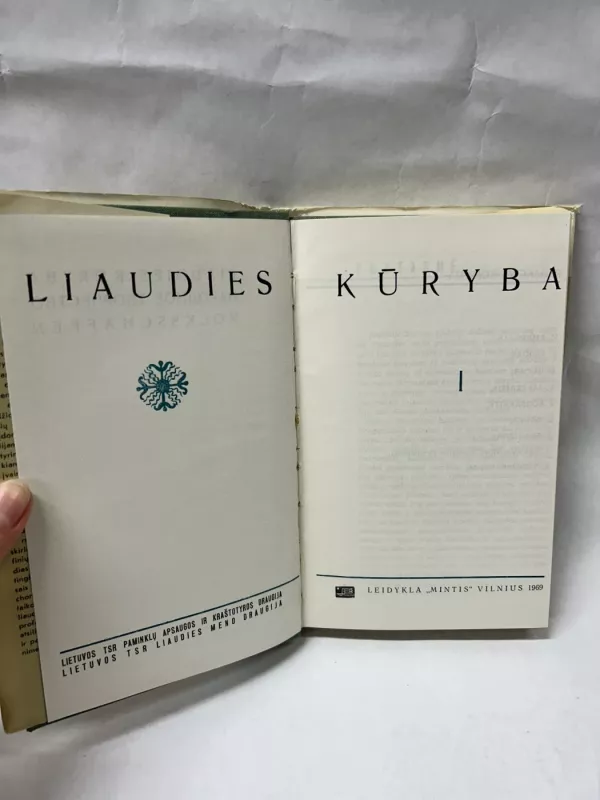 LIAUDIES KŪRYBA
I
LIETUVOS TSR PAMINKLŲ APSAUGOS IR KRAŠTOTYROS DRAUGIJA
LIETUVOS TSR LIAUDIES MENO DRAUGIJA
LEIDYKLA „MINTIS“ VILNIUS 1969